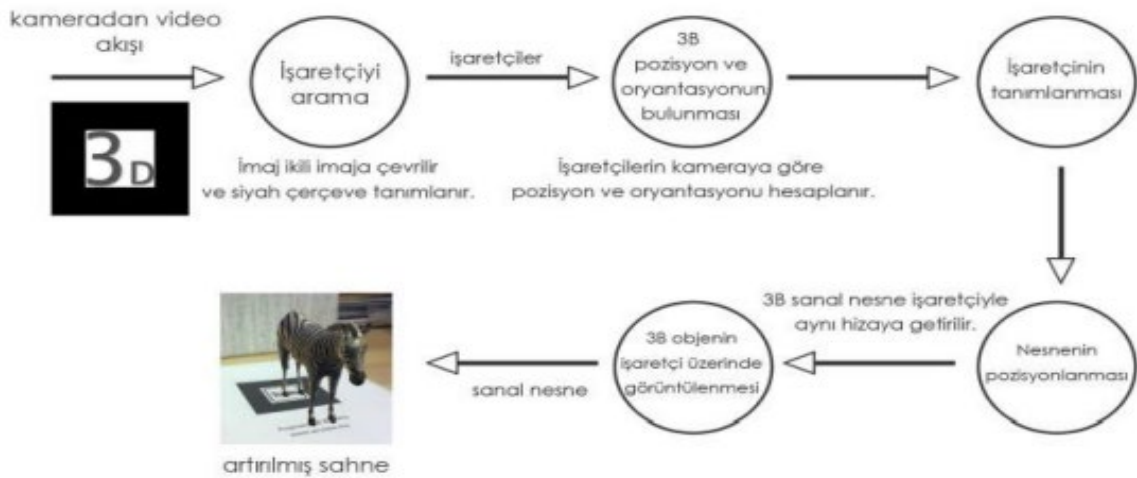 kameradan video
akışı
3D
İşaretçiyi
arama
İmaj ikili imaja çevrilir
ve siyah çerçeve tanımlanır.
işaretçiler
3B
pozisyon ve
oryantasyonun
bulunması
İşaretçilerin kameraya göre
pozisyon ve oryantasyonu hesaplanır.
İşaretçinin
tanımlanması
Nesnenin
pozisyonlanması
3B sanal nesne işaretçiyle
aynı hizaya getirilir.
3B objenin
işaretçi üzerinde
görüntülenmesi
sanal nesne
artırılmış sahne